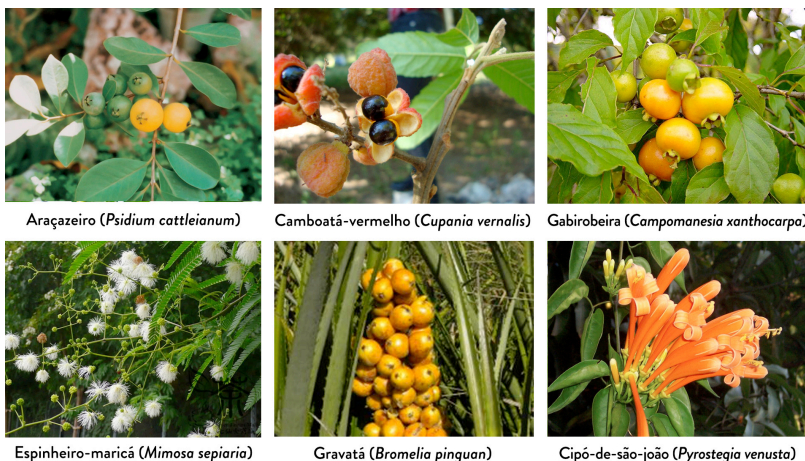 Araçazeiro (Psidium cattleianum)
Camboatá-vermelho (Cupania vernalis)
Gabirobeira (Campomanesia xanthocarpa)
Espinheiro-maricá (Mimosa sepiaria)
Gravatá (Bromelia pinquan)
Cipó-de-são-joão (Pyrosteqia venusta)